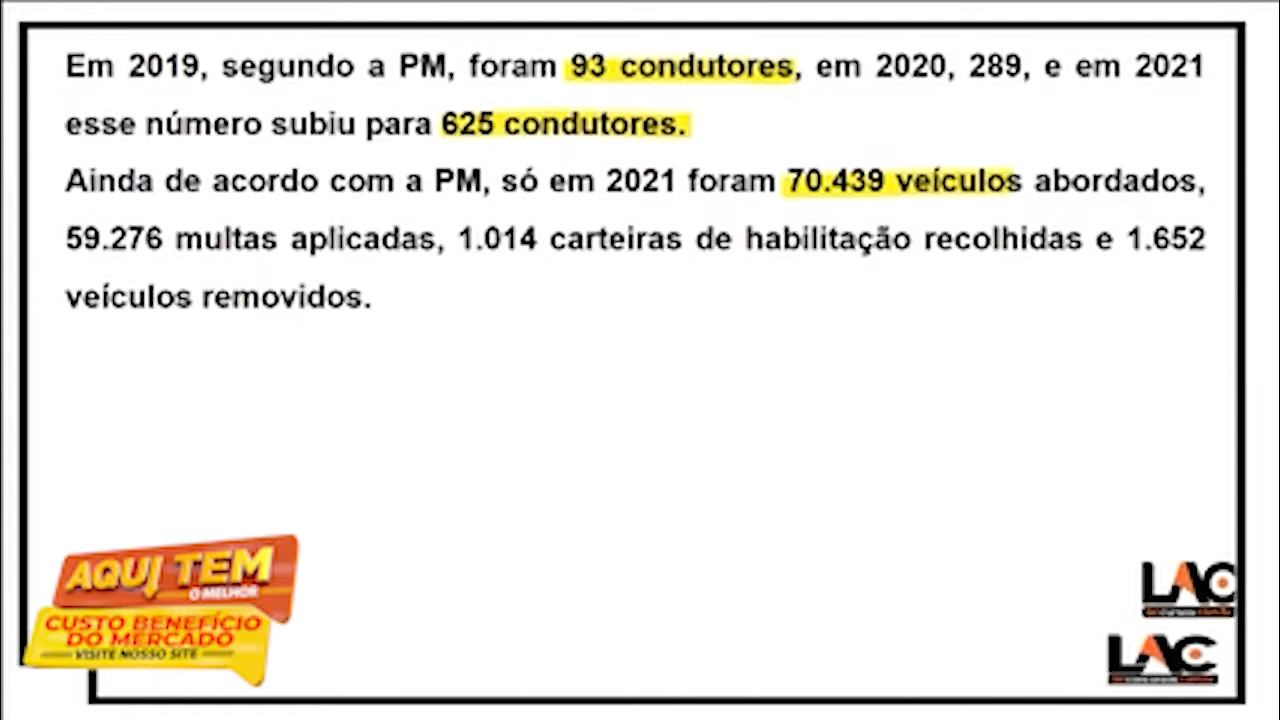 Em 2019, segundo a PM, foram 93 condutores, em 2020, 289, e em 2021
esse número subiu para 625 condutores.
Ainda de acordo com a PM, só em 2021 foram 70.439 veículos abordados,
59.276 multas aplicadas, 1.014 carteiras de habilitação recolhidas e 1.652
veículos removidos.
AQUI TEM
O MELHOR
CUSTO BENEFÍCIO
DO MERCADO
VISITE NOSSO SITE
LAC
LAC